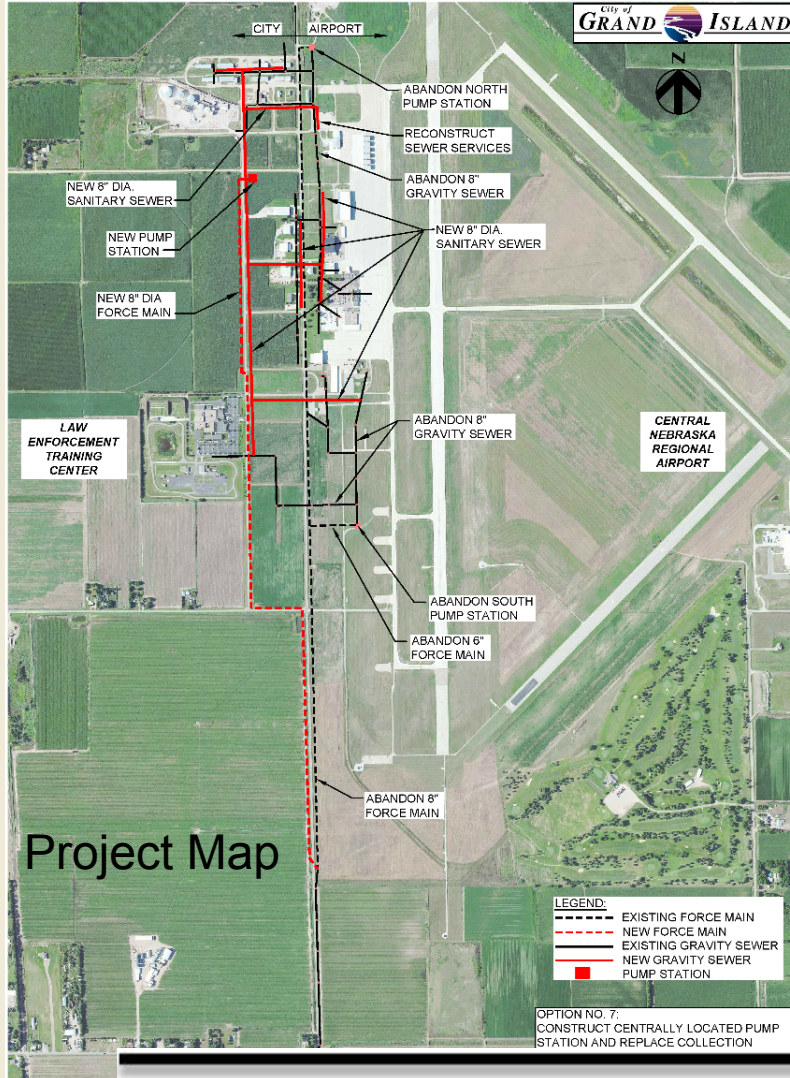 City of
GRAND ISLAND
CITY AIRPORT
N
ABANDON NORTH
PUMP STATION
RECONSTRUCT
SEWER SERVICES
ABANDON 8"
GRAVITY SEWER
NEW 8" DIA.
SANITARY SEWER
NEW PUMP
STATION
NEW 8" DIA.
SANITARY SEWER
NEW 8" DIA
FORCE MAIN
LAW
ENFORCEMENT
TRAINING
CENTER
ABANDON 8"
GRAVITY SEWER
CENTRAL
NEBRASKA
REGIONAL
AIRPORT
ABANDON SOUTH
PUMP STATION
ABANDON 6"
FORCE MAIN
ABANDON 8"
FORCE MAIN
Project Map
LEGEND:
EXISTING FORCE MAIN
NEW FORCE MAIN
EXISTING GRAVITY SEWER
NEW GRAVITY SEWER
PUMP STATION
OPTION NO. 7:
CONSTRUCT CENTRALLY LOCATED PUMP
STATION AND REPLACE COLLECTION